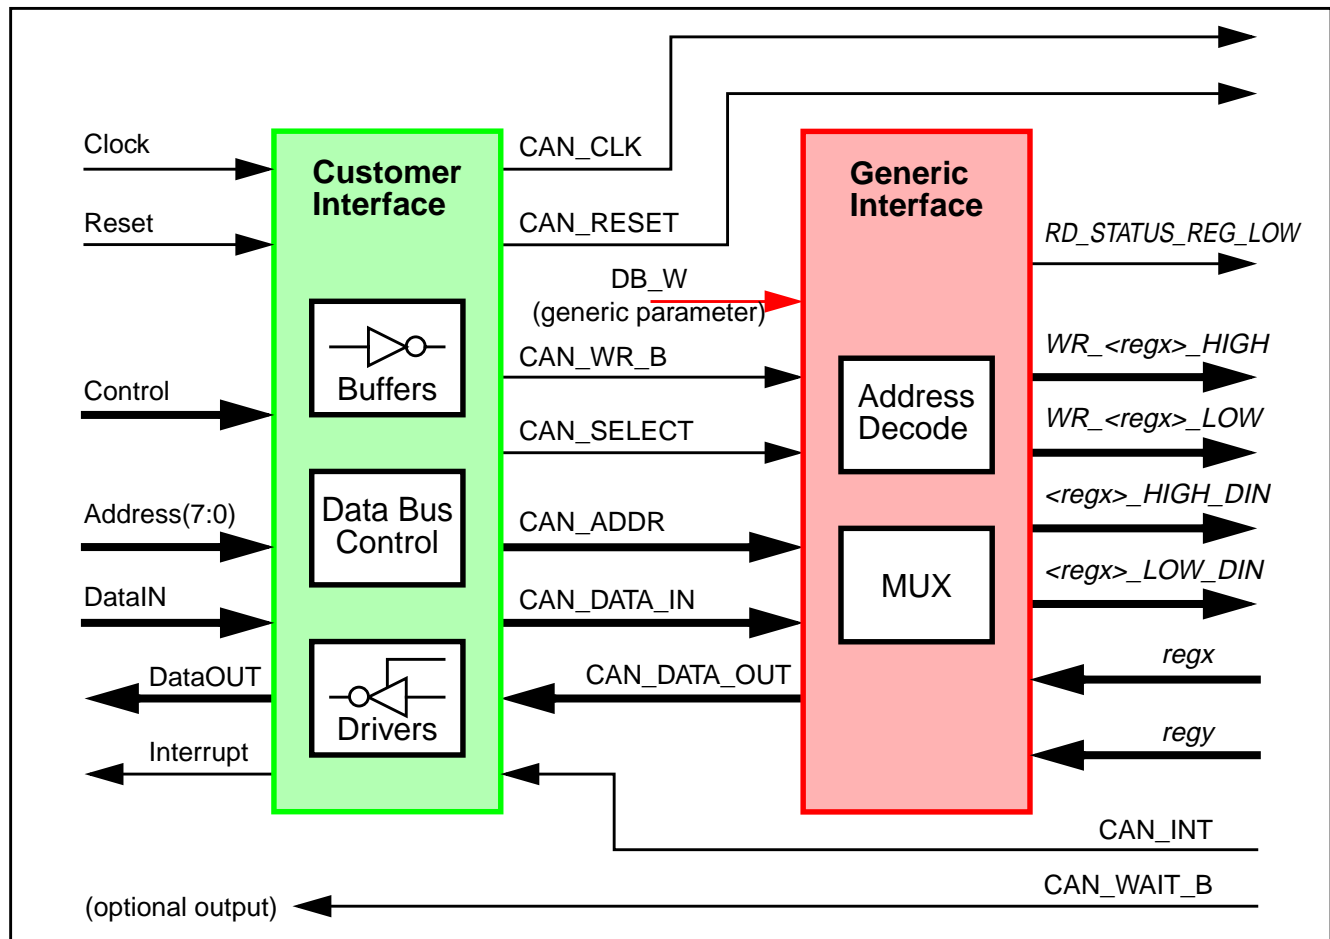 Clock
Customer
Interface
CAN_CLK
Generic
Interface
Reset
CAN_RESET
RD_STATUS_REG_LOW
DB_W
(generic parameter)
Buffers
CAN_WR_B
WR_<regx>_HIGH
Control
Address
Decode
CAN_SELECT
WR_<regx>_LOW
Address(7:0)
Data Bus
Control
CAN_ADDR
<regx>_HIGH_DIN
DataIN
CAN_DATA_IN
MUX
<regx>_LOW_DIN
DataOUT
Drivers
CAN_DATA_OUT
regx
Interrupt
regy
CAN_INT
CAN_WAIT_B
(optional output)